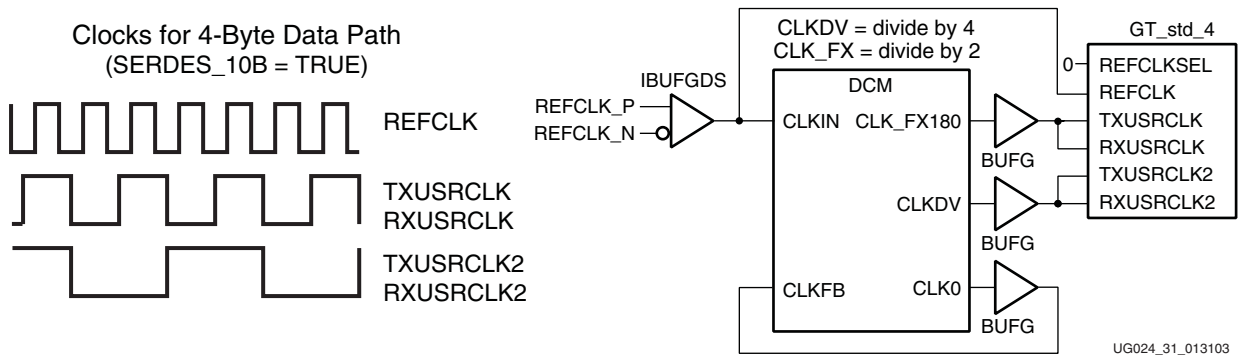 Clocks for 4-Byte Data Path
(SERDES_10B = TRUE)
REFCLK
TXUSRCLK
RXUSRCLK
TXUSRCLK2
RXUSRCLK2
CLKDV = divide by 4
CLK_FX = divide by 2
GT_std_4
IBUFGDS
REFCLK_P
REFCLK_N
DCM
CLKIN
CLK_FX180
CLKDV
CLKFB
CLK0
BUFG
BUFG
BUFG
0
REFCLKSEL
REFCLK
TXUSRCLK
RXUSRCLK
TXUSRCLK2
RXUSRCLK2
UG024_31_013103